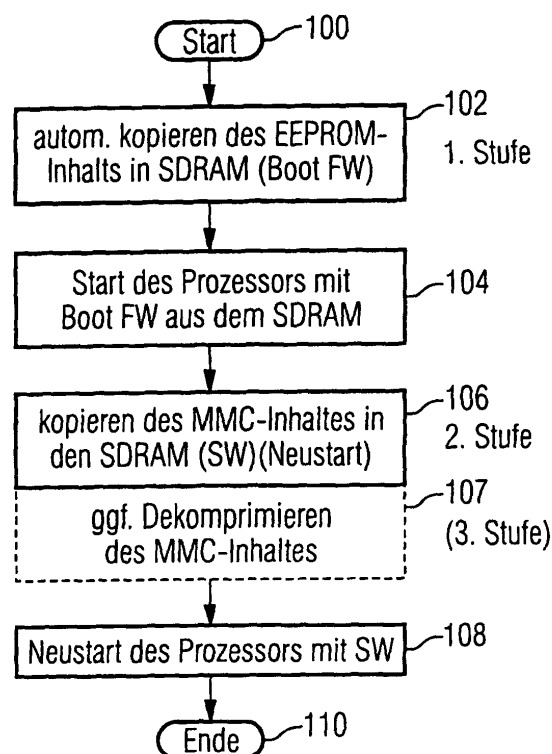 Start
100
autom. kopieren des EEPROM-
Inhalts in SDRAM (Boot FW)
102
1. Stufe
Start des Prozessors mit
Boot FW aus dem SDRAM
104
kopieren des MMC-Inhaltes in
den SDRAM (SW)(Neustart)
106
2. Stufe
ggf. Dekomprimieren
des MMC-Inhaltes
107
(3. Stufe)
Neustart des Prozessors mit SW
108
Ende
110